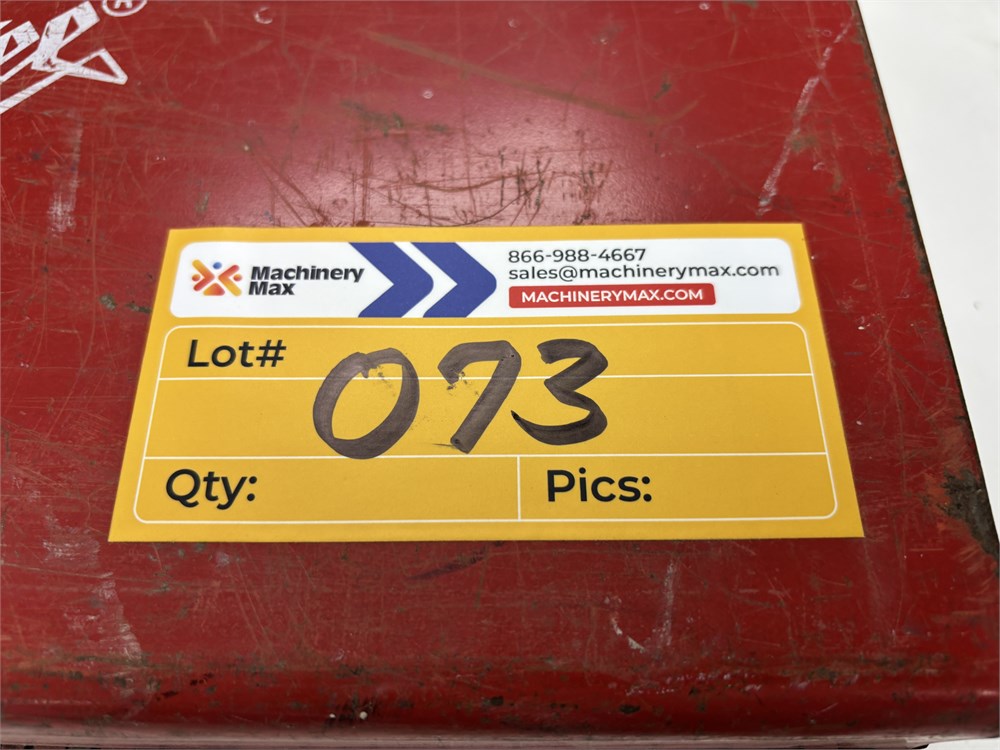 Machinery
Max
866-988-4667
sales@machinerymax.com
MACHINERYMAX.COM
Lot# 073
Qty:
Pics: